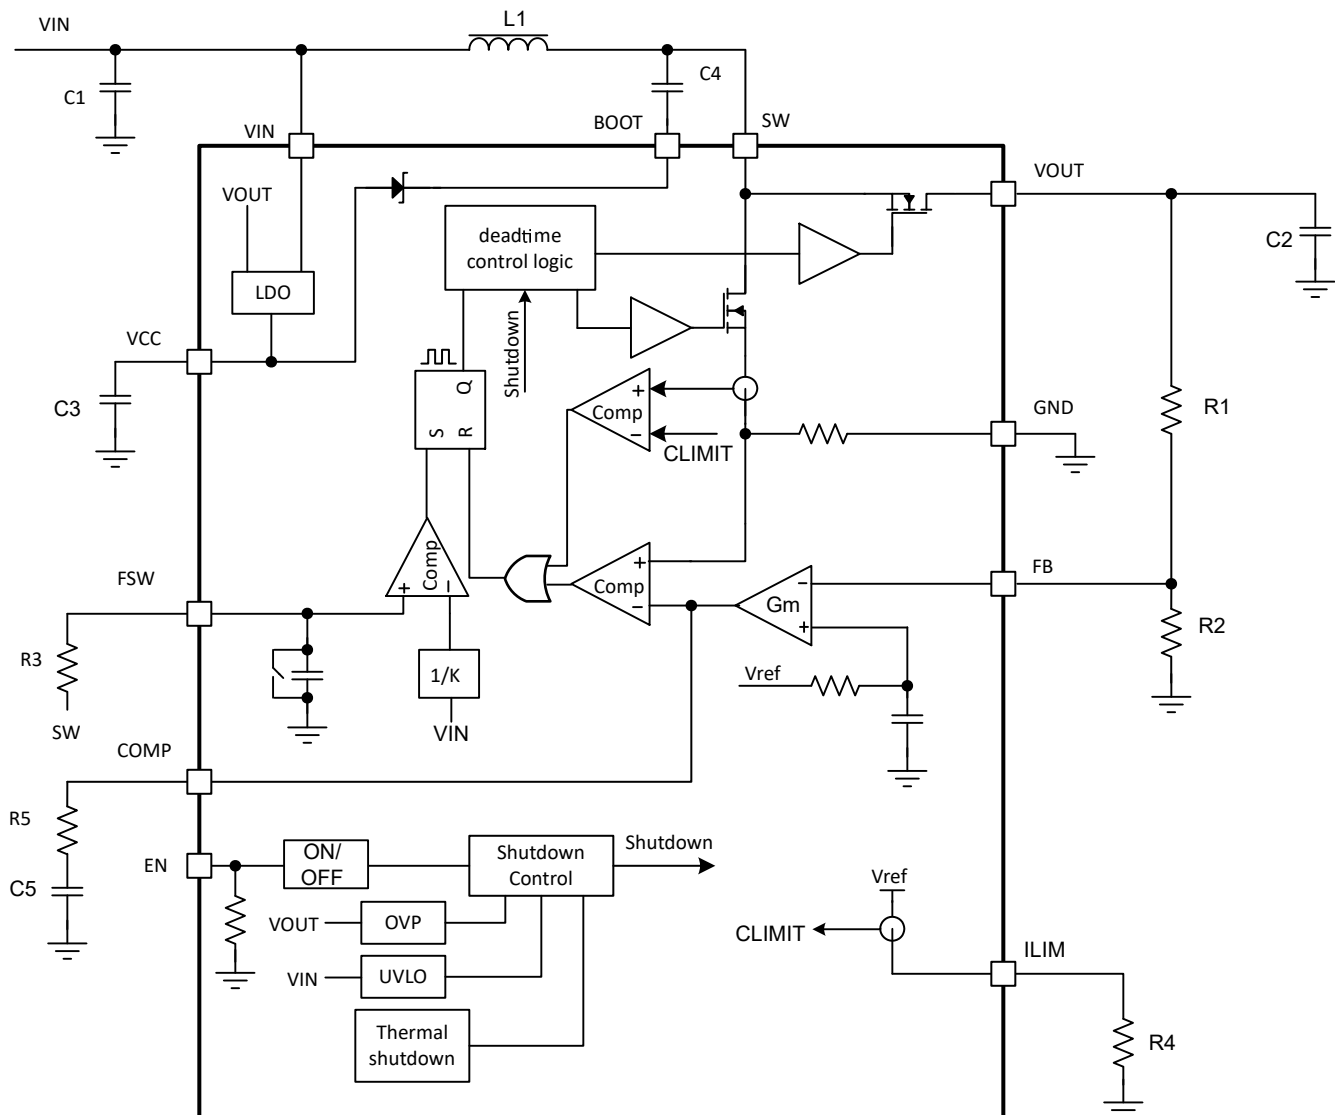 VIN
L1
C1
C4
VIN
BOOT
SW
VOUT
VOUT
deadtime
control logic
C2
LDO
VCC
Shutdown
C3
Q
S
R
+
Comp
−
CLIMIT
GND
R1
FSW
Comp
+
−
+
Comp
−
−
Gm
+
FB
R2
R3
SW
1/K
VIN
Vref
COMP
R5
C5
EN
ON/
OFF
Shutdown
Control
Shutdown
VOUT
OVP
VIN
UVLO
Thermal
shutdown
Vref
CLIMIT
ILIM
R4